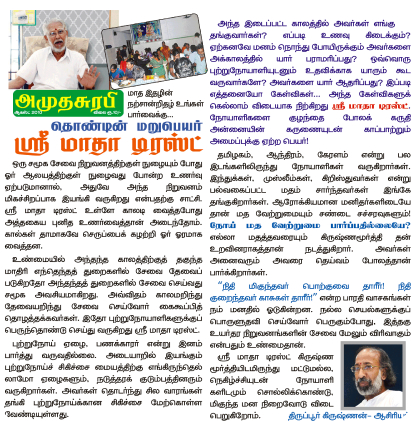 மாத இதழின்
நற்சான்றிதழ் உங்கள்
பார்வைக்கு...
அமுதசுரபி
ஆகஸ்ட் 2010
தொண்டின் மறுபெயர்
ஸ்ரீ மாதா டிரஸ்ட்
ஒரு சமூக சேவை நிறுவனத்திற்குள் நுழையும் போது
ஓர் ஆலயத்திற்குள் நுழைவது போன்ற உணர்வு
ஏற்படுமானால், அதுவே அந்த நிறுவனம்
மிகச்சிறப்பாக இயங்கி வருகிறது என்பதற்கு சாட்சி.
ஸ்ரீ மாதா டிரஸ்ட் உள்ளே காலடி வைத்தபோது
அத்தகைய புனித உணர்வைத்தான் அடைந்தோம்.
கால்கள் தாமாகவே செருப்பைக் கழற்றி ஓர் ஓரமாக
வைத்தன.
உண்மையில் அந்தந்த காலத்திற்குத் தகுந்த
மாதிரி எந்தெந்தத் துறைகளில் சேவை தேவைப்
படுகிறதோ அந்தந்தத் துறைகளில் சேவை செய்வது
சமூக அவசியமாகிறது. அவ்விதம் காலமறிந்து
தேவையறிந்து சேவை செய்வோர் கைகூப்பித்
தொழத்தக்கவர்கள். இதோ புற்றுநோயாளிகளுக்குப்
பெருந்தொண்டு செய்து வருகிறது ஸ்ரீ மாதா டிரஸ்ட்.
புற்றுநோய் ஏழை, பணக்காரர் என்று இனம்
பார்த்து வருவதில்லை. அடையாறில் இயங்கும்
புற்றுநோய்ச் சிகிச்சை மையத்திற்கு எங்கிருந்தெல்
லாமோ ஏழைகளும், நடுத்தரக் குடும்பத்தினரும்
வருகிறார்கள். அவர்கள் தொடர்ந்து சில வாரங்கள்
தங்கி புற்றுநோய்க்கான சிகிச்சை மேற்கொள்ள
வேண்டியுள்ளது.
அந்த இடைப்பட்ட காலத்தில் அவர்கள் எங்கு
தங்குவார்கள்? எப்படி உணவு கிடைக்கும்?
ஏற்கனவே மனம் நொந்து போயிருக்கும் அவர்களை
அக்காலத்தில் யார் பராமரிப்பது? ஒவ்வொரு
புற்றுநோயாளியுடனும் உதவிக்காக யாரும் கூட
வருவார்களே? அவர்களை யார் ஆதரிப்பது? இப்படி
எத்தனையோ கேள்விகள்... அந்த கேள்விகளுக்
கெல்லாம் விடையாக நிற்கிறது ஸ்ரீ மாதா டிரஸ்ட்.
நோயாளிகளை குழந்தை போலக் கருதி
அன்னையின் கருணையுடன் காப்பாற்றும்
அமைப்புக்கு ஏற்ற பெயர்!
தமிழகம், ஆந்திரம், கேரளம் என்று பல
இடங்களிலிருந்து நோயாளிகள் வருகிறார்கள்.
இந்துக்கள், முஸ்லீம்கள், கிறிஸ்துவர்கள் என்று
பல்வகைப்பட்ட மதம் சார்ந்தவர்கள் இங்கே
தங்குகிறார்கள். ஆரோக்கியமான மனிதர்களிடையே
தான் மத வேற்றுமையும் சண்டை சச்சரவுகளும்!
நோய் மத வேற்றுமை பார்ப்பதில்லையே?
எல்லா மதத்தவரையும் கிருஷ்ணமூர்த்தி தன்
உறவினராகத்தான் நடத்துகிறார். அவர்கள்
அனைவரும் அவரை தெய்வம் போலத்தான்
பார்க்கிறார்கள்.
"நிதி மிகுந்தவர் பொற்குவை தாரீர்! நிதி
குறைந்தவர் காசுகள் தாரீர்!" என்ற பாரதி வாசகங்கள்
நம் மனதில் ஓடுகின்றன. நல்ல செயல்களுக்குப்
பொருளுதவி செய்வோர் பெருகும்போது, இத்தகு
உயர்தர நிறுவனங்களின் சேவை மேலும் விரிவாகும்
என்பதும் உண்மைதான்.
ஸ்ரீ மாதா டிரஸ்ட் கிருஷ்ண
மூர்த்தியிடமிருந்து மட்டுமல்ல,
நெகிழ்ச்சியுடன் நோயாளி
களிடமும் சொல்லிக்கொண்டு,
மிகுந்த மன நிறைவோடு விடை
பெறுகிறோம்.
திருப்பூர் கிருஷ்ணன்- ஆசிரியர்